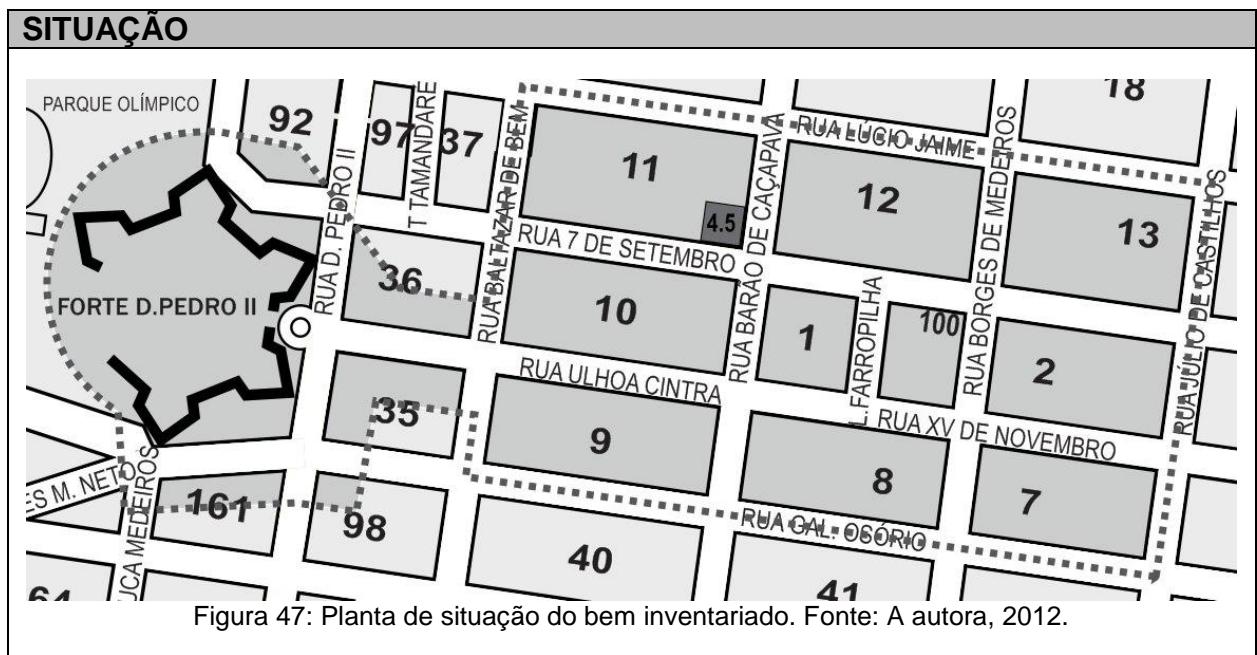 SITUAÇÃO
PARQUE OLÍMPICO
92
97
37
T TAMANDARE
RUA D. PEDRO II
RUA BALTAZAR DE BEM
11
4.5
RUA LÚCIO JAIME
18
12
13
RUA BARÃO DE CAÇAPAVA
RUA BORGES DE MEDEIROS
RUA JÚLIO DE CASTILHOS
RUA 7 DE SETEMBRO
FORTE D.PEDRO II
36
10
1
L.FARROPILHA
100
2
RUA ULHOA CINTRA
RUA XV DE NOVEMBRO
35
9
8
7
ES M. NETO
UCA MEDEIROS
161
98
40
RUA GAL. OSÓRIO
64
41
Figura 47: Planta de situação do bem inventariado. Fonte: A autora, 2012.